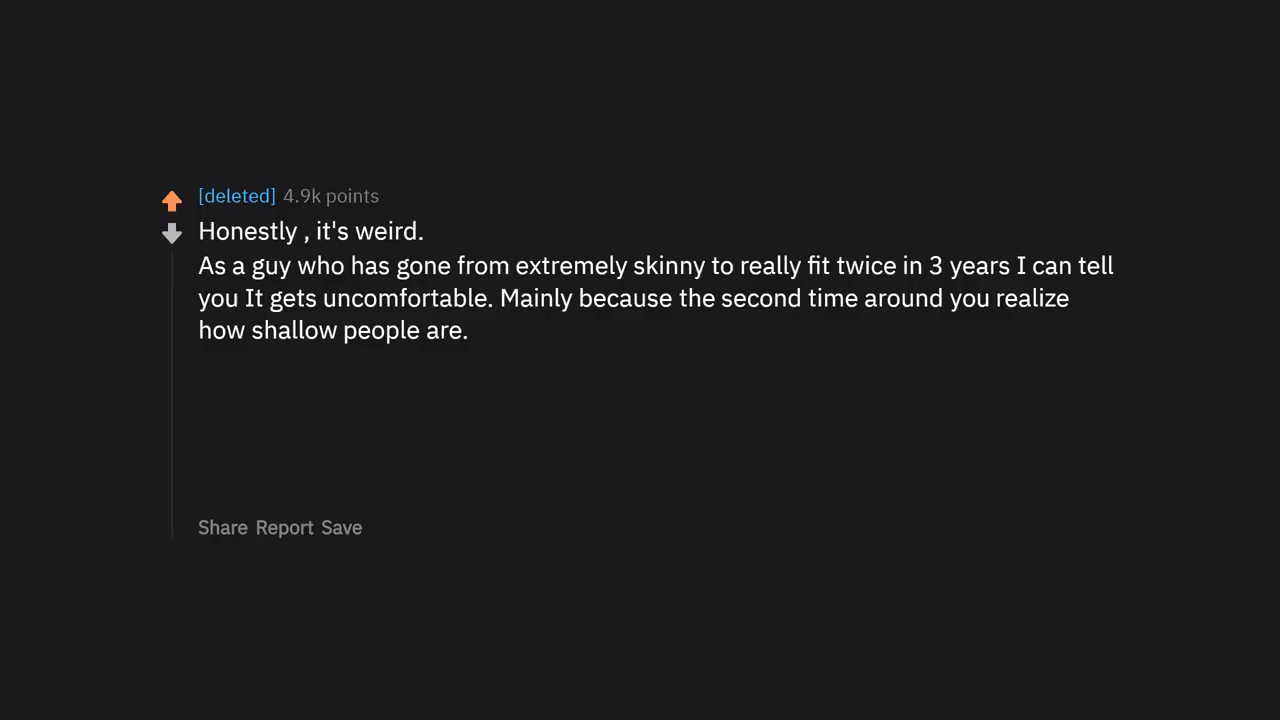 [deleted] 4.9k points
Honestly , it's weird.
As a guy who has gone from extremely skinny to really fit twice in 3 years I can tell
you It gets uncomfortable. Mainly because the second time around you realize
how shallow people are.
Share Report Save